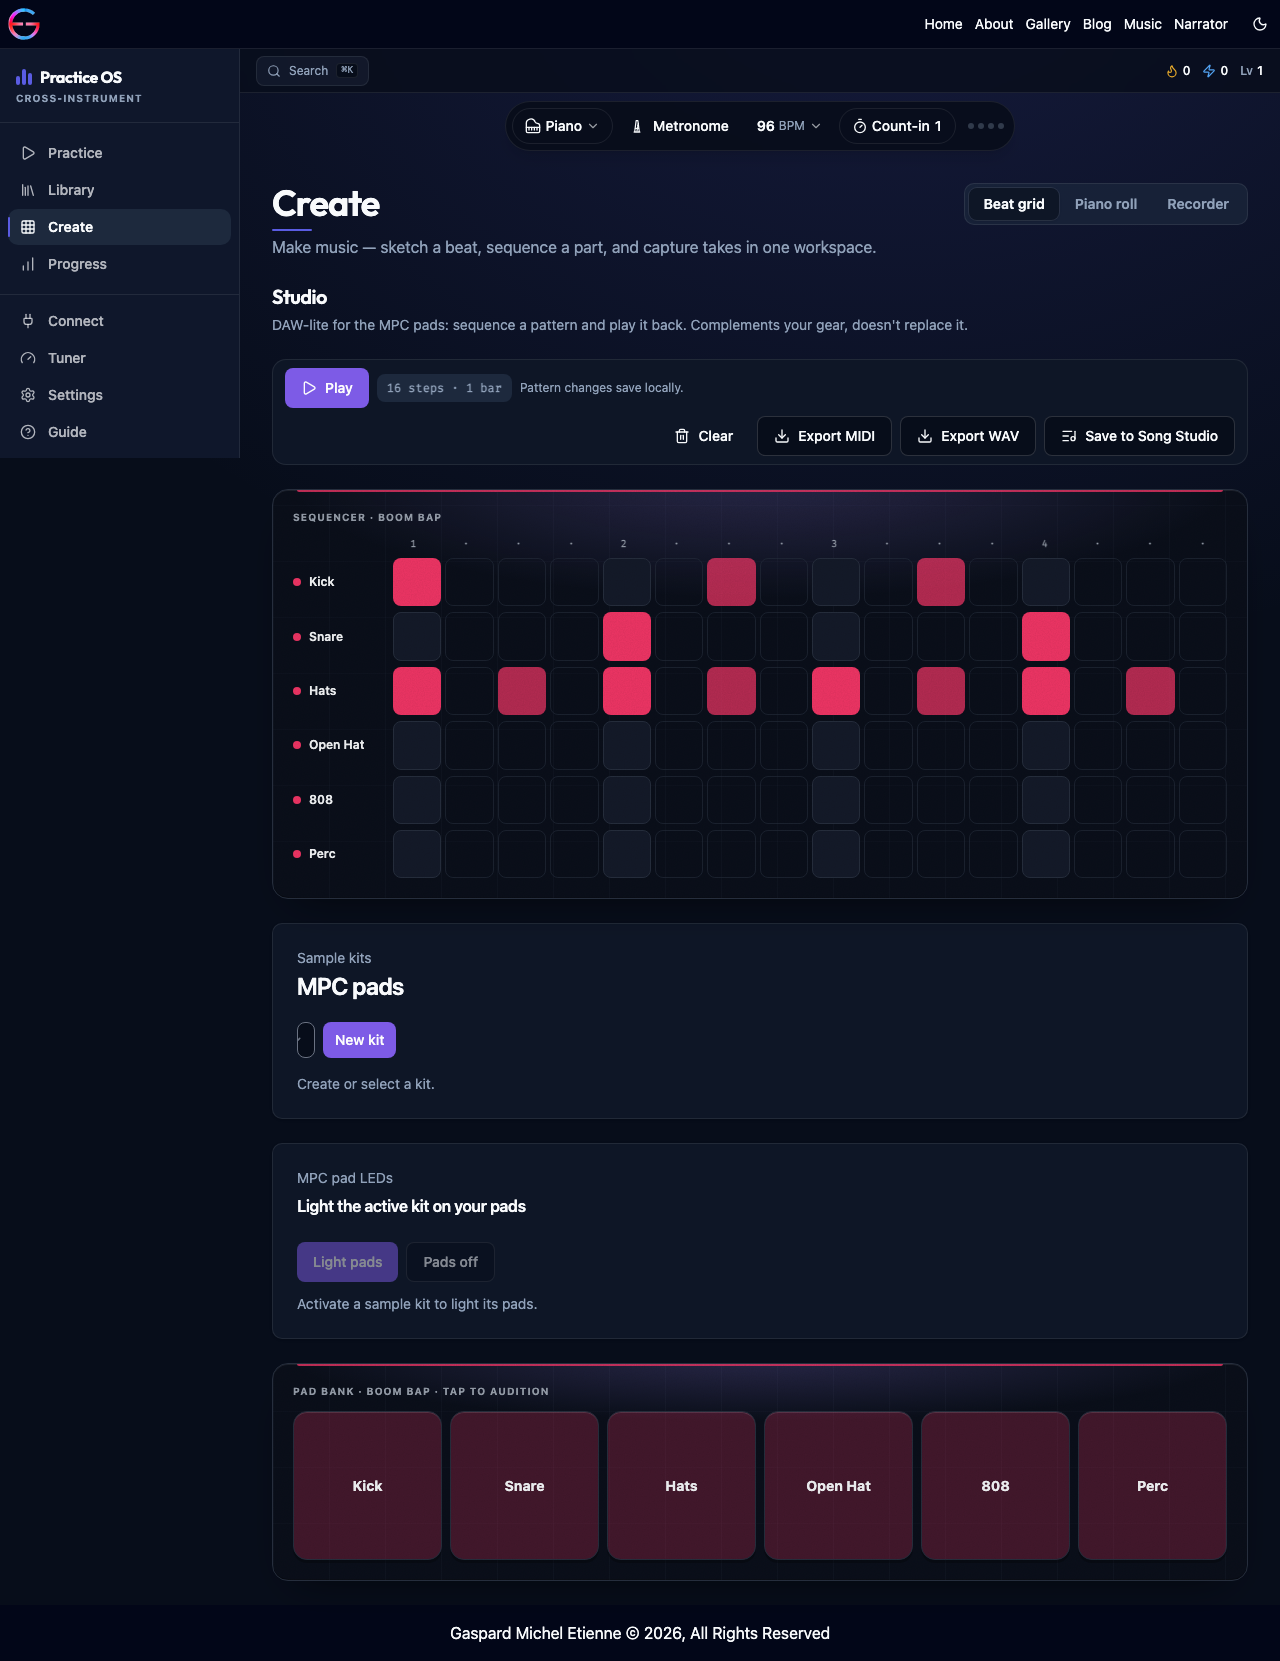 Home About Gallery Blog Music Narrator
Practice OS
CROSS-INSTRUMENT
Search ⌘K
0 0 Lv 1
Piano Metronome 96 BPM Count-in 1
Practice
Library
Create
Progress
Connect
Tuner
Settings
Guide
Create
Beat grid Piano roll Recorder
Make music — sketch a beat, sequence a part, and capture takes in one workspace.
Studio
DAW-lite for the MPC pads: sequence a pattern and play it back. Complements your gear, doesn't replace it.
Play 16 steps · 1 bar Pattern changes save locally.
Clear Export MIDI Export WAV Save to Song Studio
SEQUENCER · BOOM BAP
1 · · · 2 · · · 3 · · · 4 · · ·
Kick
Snare
Hats
Open Hat
808
Perc
Sample kits
MPC pads
New kit
Create or select a kit.
MPC pad LEDs
Light the active kit on your pads
Light pads Pads off
Activate a sample kit to light its pads.
PAD BANK · BOOM BAP · TAP TO AUDITION
Kick Snare Hats Open Hat 808 Perc
Gaspard Michel Etienne © 2026, All Rights Reserved